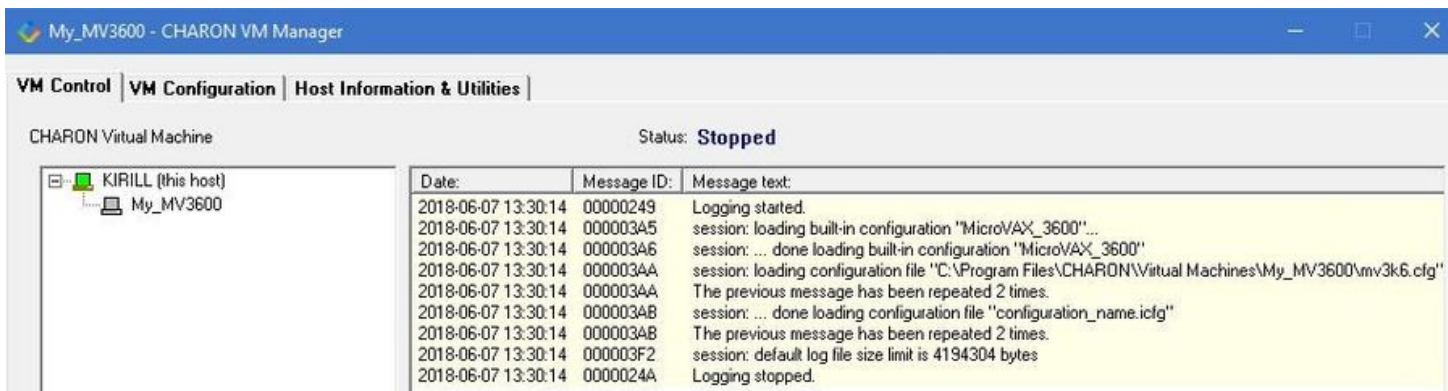 My_MV3600 - CHARON VM Manager
VM Control VM Configuration Host Information & Utilities
CHARON Virtual Machine Status: Stopped
KIRILL (this host)
My_MV3600
Date: Message ID: Message text:
2018-06-07 13:30:14 00000249 Logging started.
2018-06-07 13:30:14 000003A5 session: loading built-in configuration "MicroVAX_3600"...
2018-06-07 13:30:14 000003A6 session: ... done loading built-in configuration "MicroVAX_3600"
2018-06-07 13:30:14 000003AA session: loading configuration file "C:\Program Files\CHARON\Virtual Machines\My_MV3600\mv3k6.cfg"
2018-06-07 13:30:14 000003AA The previous message has been repeated 2 times.
2018-06-07 13:30:14 000003AB session: ... done loading configuration file "configuration_name.icfg"
2018-06-07 13:30:14 000003AB The previous message has been repeated 2 times.
2018-06-07 13:30:14 000003F2 session: default log file size limit is 4194304 bytes
2018-06-07 13:30:14 0000024A Logging stopped.